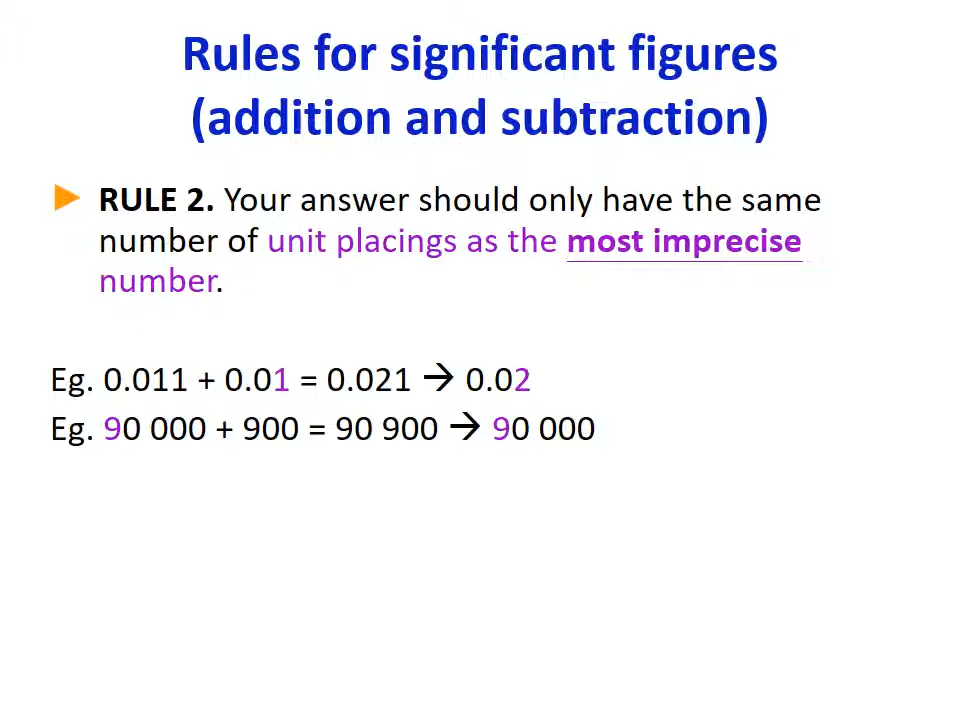 Rules for significant figures
(addition and subtraction)
RULE 2. Your answer should only have the same
number of unit placings as the most imprecise
number.
Eg. 0.011 + 0.01 = 0.021 → 0.02
Eg. 90 000 + 900 = 90 900 → 90 000